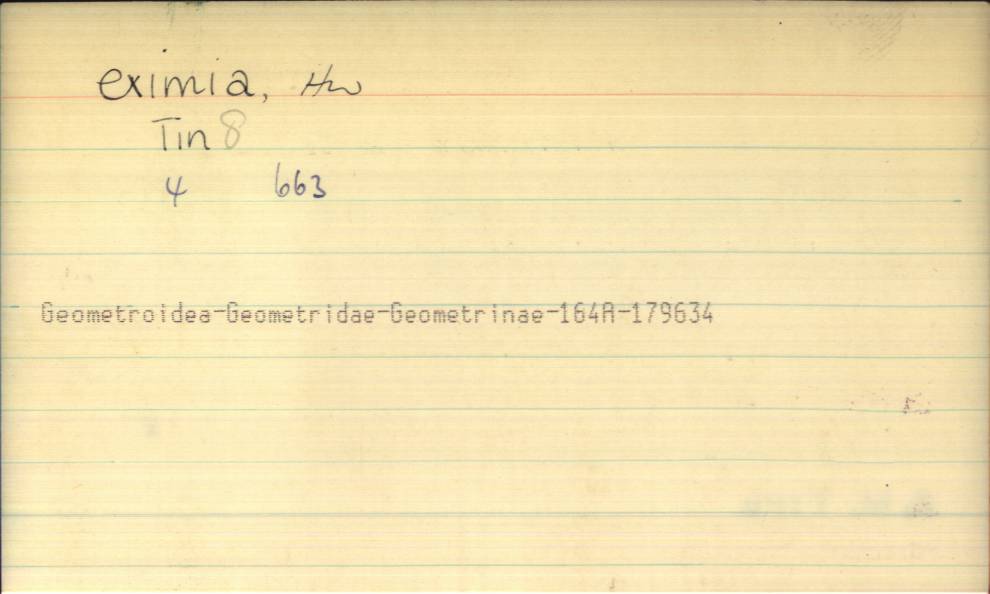 eximia, Hw
Tin 8
4 663
Geometroidea-Geometridae-Geometrinae-164A-179634